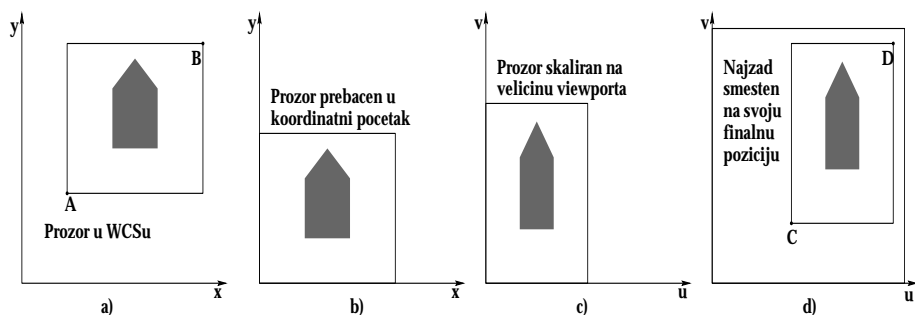 y
B
A
Prozor u WCSu
x
a)
y
Prozor prebacen u
koordinatni pocetak
x
b)
v
Prozor skaliran na
velicinu viewporta
u
c)
v
D
Najzad
smesten
na svoju
finalnu
poziciju
C
u
d)